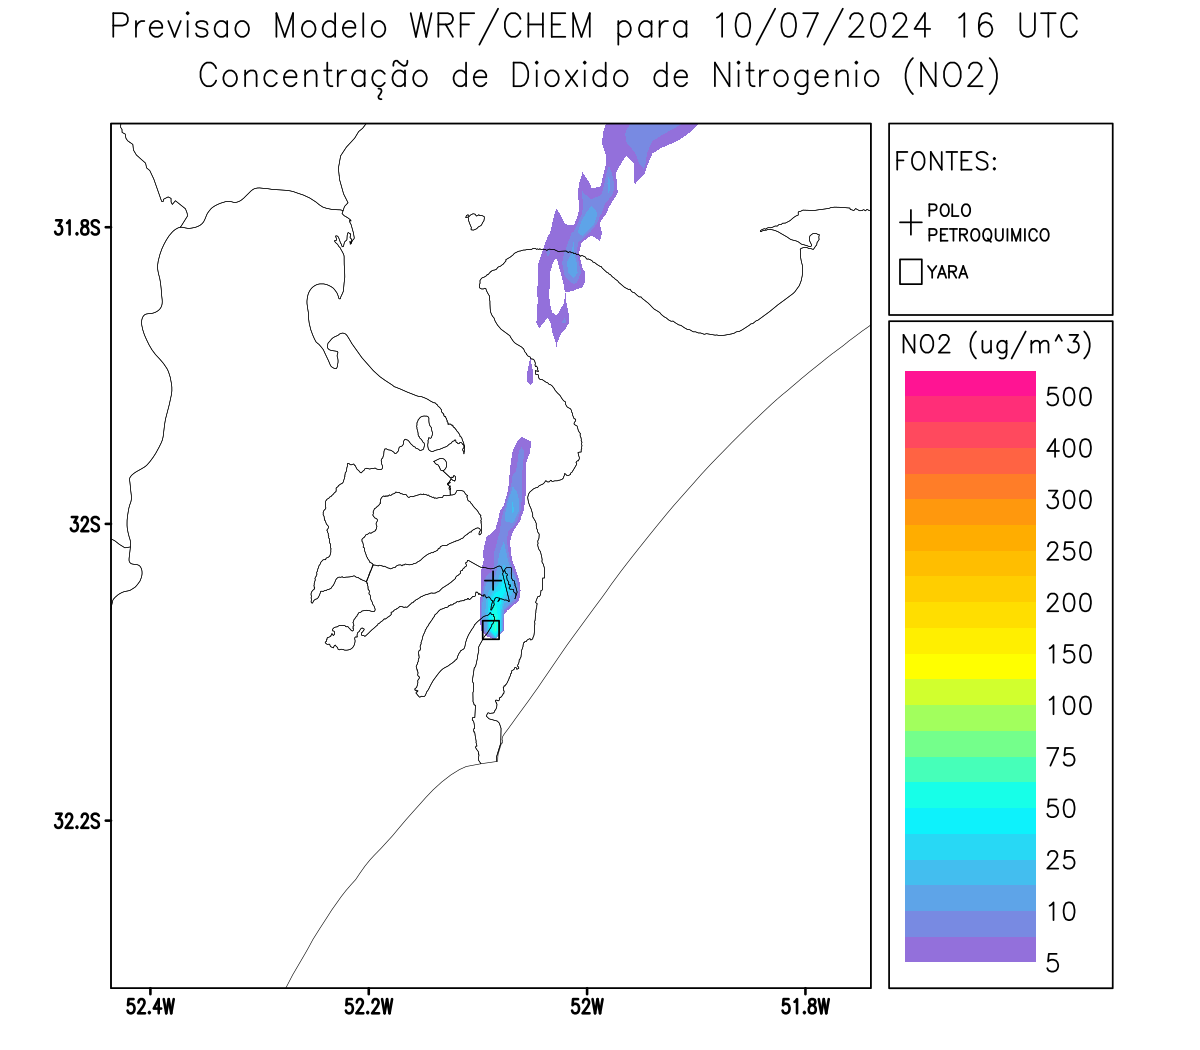 Previsao Modelo WRF/CHEM para 10/07/2024 16 UTC
Concentração de Dioxido de Nitrogenio (NO2)
FONTES:
POLO
PETROQUIMICO
YARA
31.8S
32S
32.2S
52.4W
52.2W
52W
51.8W
NO2 (ug/m^3)
500
400
300
250
200
150
100
75
50
25
10
5